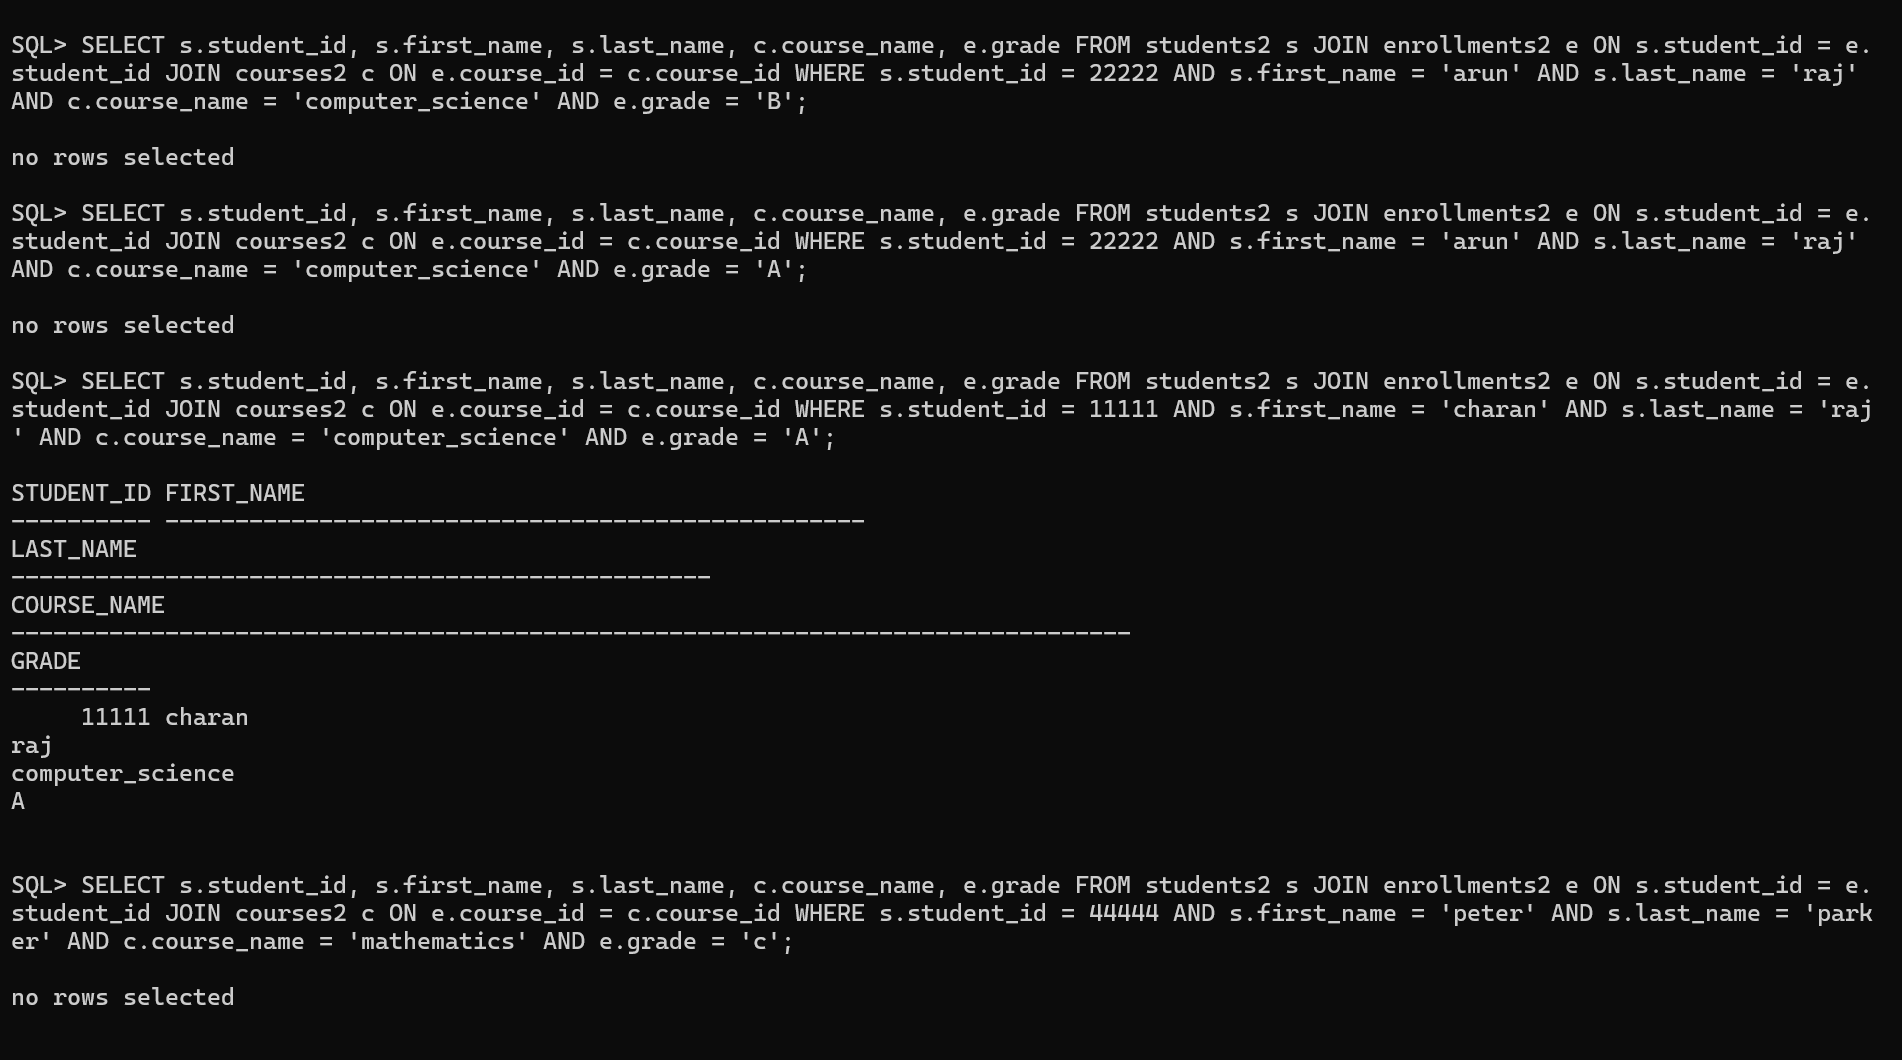 SQL> SELECT s.student_id, s.first_name, s.last_name, c.course_name, e.grade FROM students2 s JOIN enrollments2 e ON s.student_id = e.
student_id JOIN courses2 c ON e.course_id = c.course_id WHERE s.student_id = 22222 AND s.first_name = 'arun' AND s.last_name = 'raj'
AND c.course_name = 'computer_science' AND e.grade = 'B';
no rows selected
SQL> SELECT s.student_id, s.first_name, s.last_name, c.course_name, e.grade FROM students2 s JOIN enrollments2 e ON s.student_id = e.
student_id JOIN courses2 c ON e.course_id = c.course_id WHERE s.student_id = 22222 AND s.first_name = 'arun' AND s.last_name = 'raj'
AND c.course_name = 'computer_science' AND e.grade = 'A';
no rows selected
SQL> SELECT s.student_id, s.first_name, s.last_name, c.course_name, e.grade FROM students2 s JOIN enrollments2 e ON s.student_id = e.
student_id JOIN courses2 c ON e.course_id = c.course_id WHERE s.student_id = 11111 AND s.first_name = 'charan' AND s.last_name = 'raj
' AND c.course_name = 'computer_science' AND e.grade = 'A';
STUDENT_ID FIRST_NAME
---------- --------------------------------------------------
LAST_NAME
--------------------------------------------------
COURSE_NAME
--------------------------------------------------------------------------------
GRADE
----------
     11111 charan
raj
computer_science
A
SQL> SELECT s.student_id, s.first_name, s.last_name, c.course_name, e.grade FROM students2 s JOIN enrollments2 e ON s.student_id = e.
student_id JOIN courses2 c ON e.course_id = c.course_id WHERE s.student_id = 44444 AND s.first_name = 'peter' AND s.last_name = 'park
er' AND c.course_name = 'mathematics' AND e.grade = 'c';
no rows selected